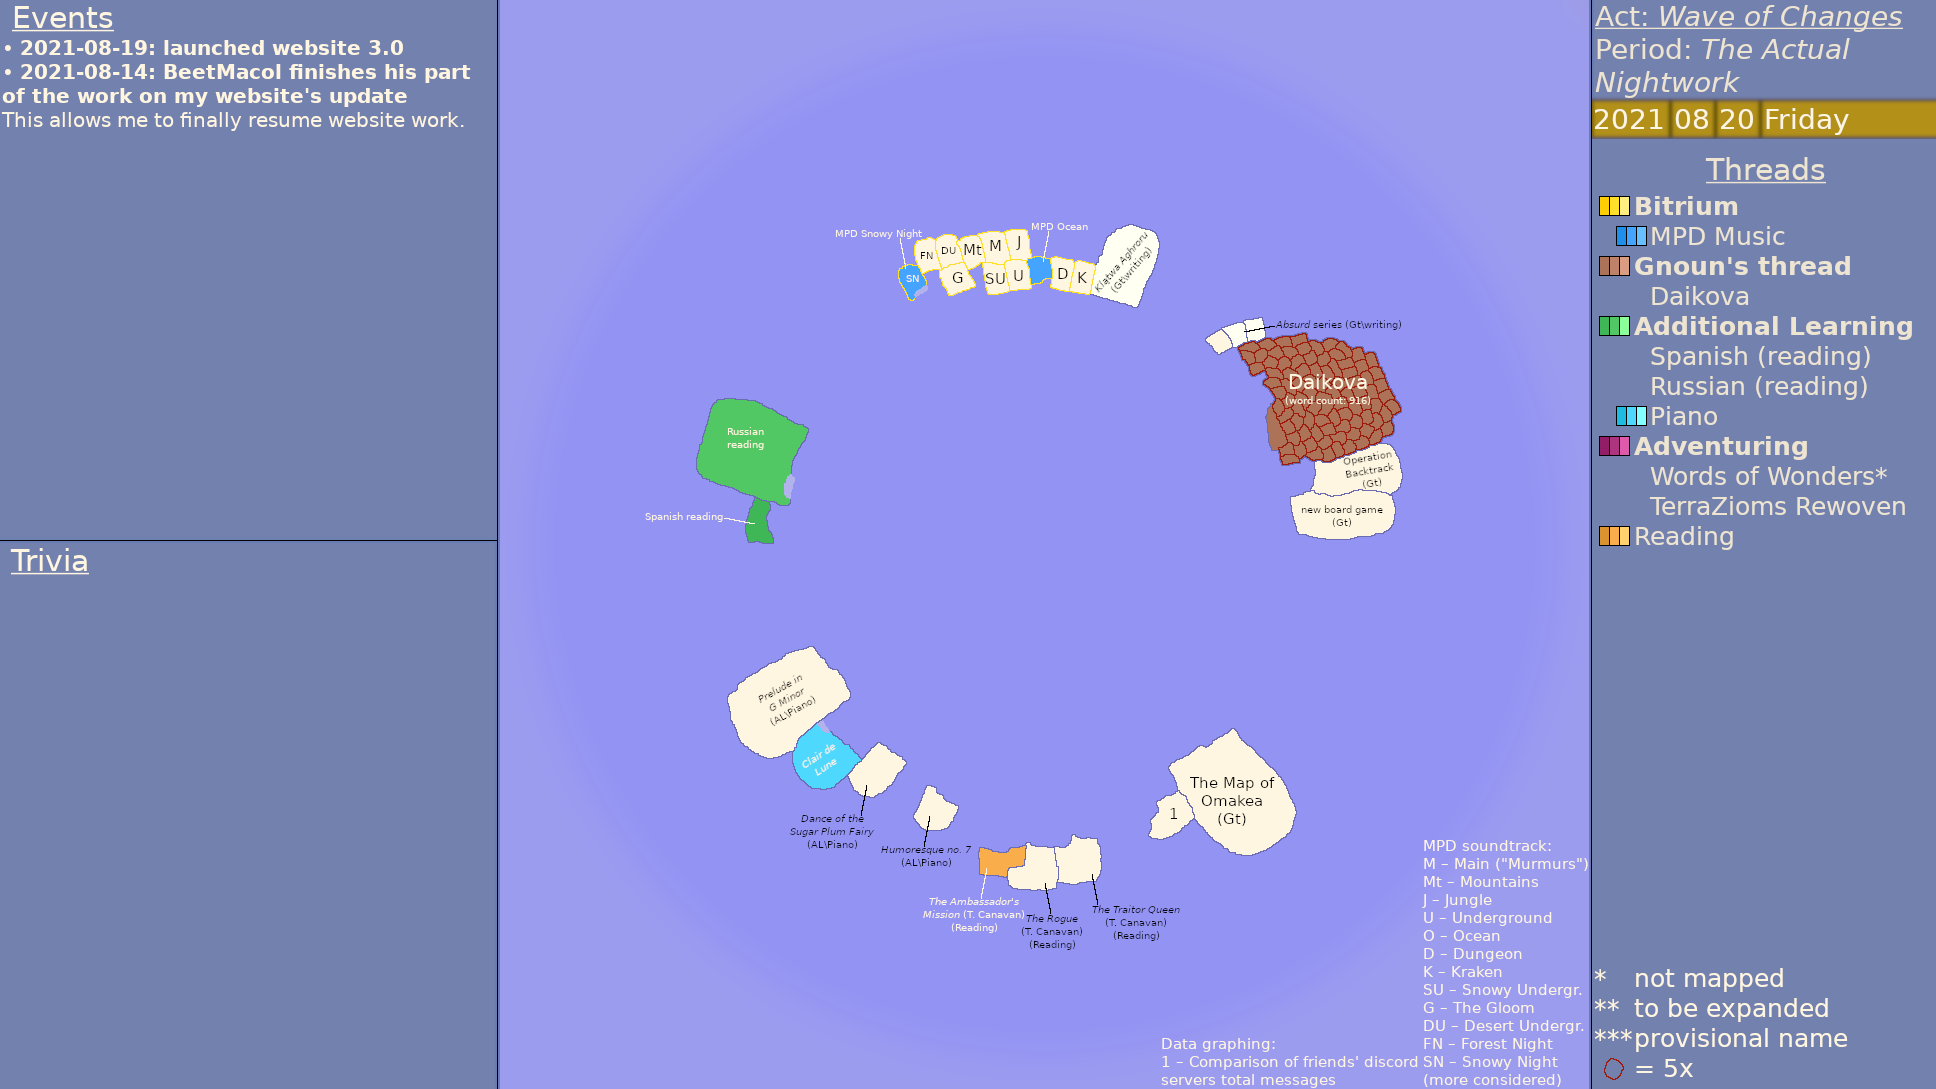 Events
• 2021-08-19: launched website 3.0
• 2021-08-14: BeetMacol finishes his part
of the work on my website's update
This allows me to finally resume website work.
Trivia
MPD Snowy Night
MPD Ocean
FN
DU
Mt
M
J
SN
G
SU
U
D
K
Klątwa Aghroru
(Gt\writing)
Absurd series (Gt\writing)
Daikova
(word count: 916)
Operation
Backtrack
(Gt)
new board game
(Gt)
Russian
reading
Spanish reading
Prelude in
G Minor
(AL\Piano)
Clair de
Lune
Dance of the
Sugar Plum Fairy
(AL\Piano)
Humoresque no. 7
(AL\Piano)
The Ambassador's
Mission (T. Canavan)
(Reading)
The Rogue
(T. Canavan)
(Reading)
The Traitor Queen
(T. Canavan)
(Reading)
The Map of
Omakea
(Gt)
1
Data graphing:
1 – Comparison of friends' discord
servers total messages
MPD soundtrack:
M – Main ("Murmurs")
Mt – Mountains
J – Jungle
U – Underground
O – Ocean
D – Dungeon
K – Kraken
SU – Snowy Undergr.
G – The Gloom
DU – Desert Undergr.
FN – Forest Night
SN – Snowy Night
(more considered)
Act: Wave of Changes
Period: The Actual
Nightwork
2021 08 20 Friday
Threads
Bitrium
MPD Music
Gnoun's thread
Daikova
Additional Learning
Spanish (reading)
Russian (reading)
Piano
Adventuring
Words of Wonders*
TerraZioms Rewoven
Reading
* not mapped
** to be expanded
*** provisional name
= 5x